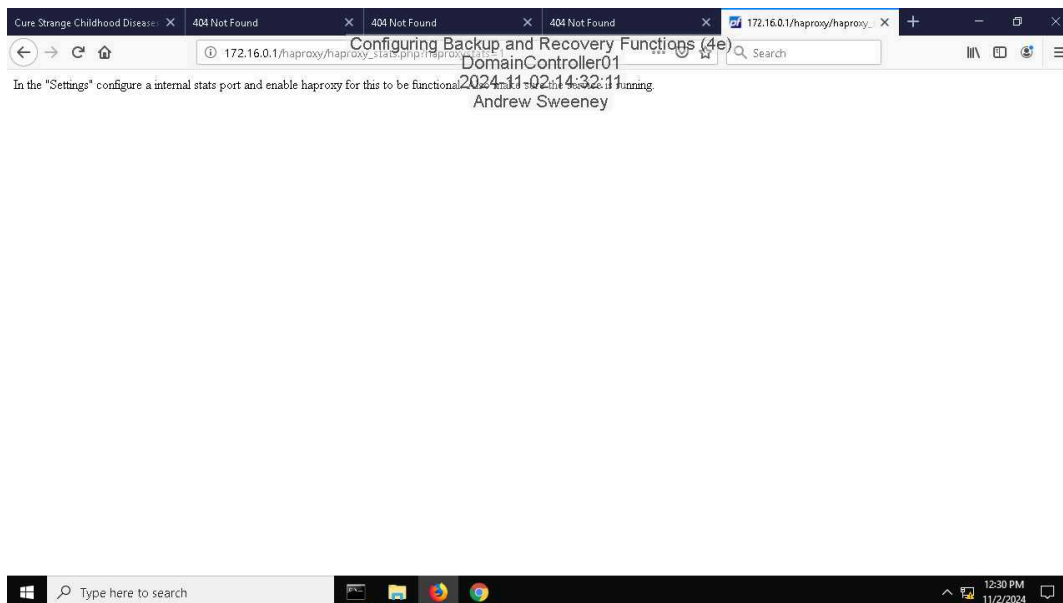 Cure Strange Childhood Diseases
404 Not Found
404 Not Found
404 Not Found
172.16.0.1/haproxy/haproxy_
172.16.0.1/haproxy/haproxy_stats.php?haproxystats=1
Search
Configuring Backup and Recovery Functions (4e)
DomainController01
2024-11-02-14:32:11
Andrew Sweeney
In the "Settings" configure a internal stats port and enable haproxy for this to be functional. Also make sure the service is running.
Type here to search
12:30 PM
11/2/2024